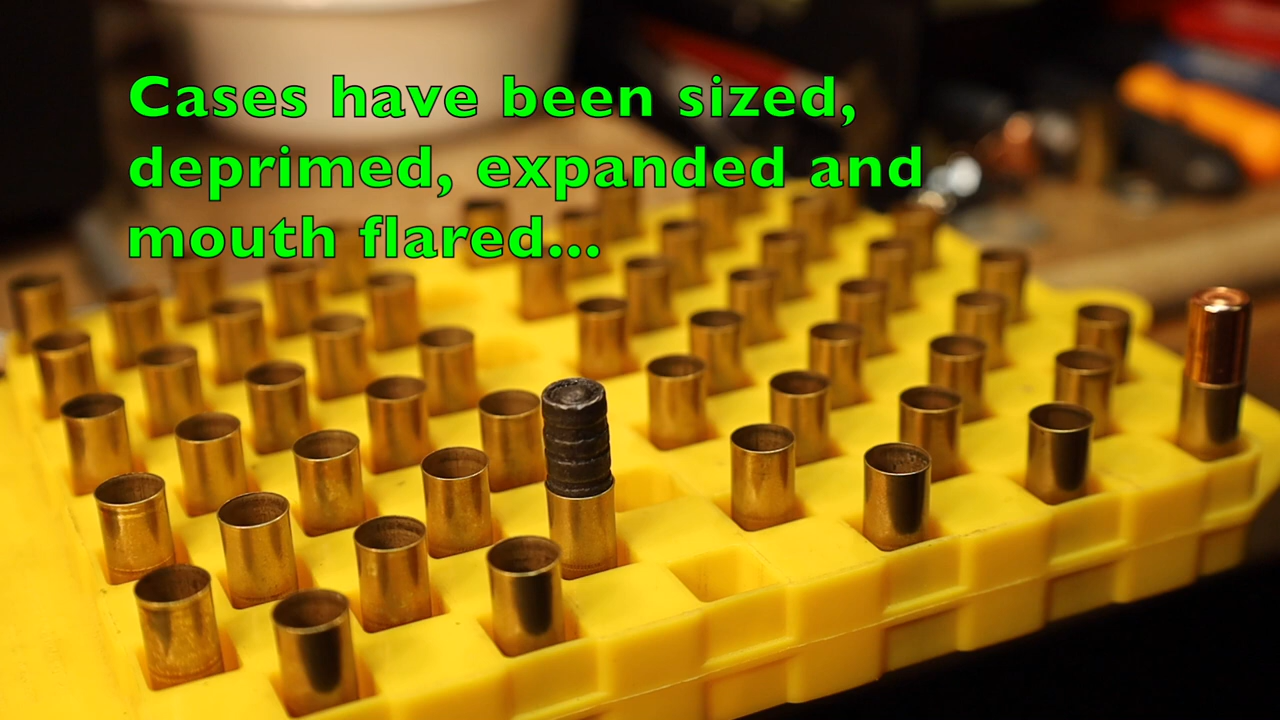 Cases have been sized,
deprimed, expanded and
mouth flared...